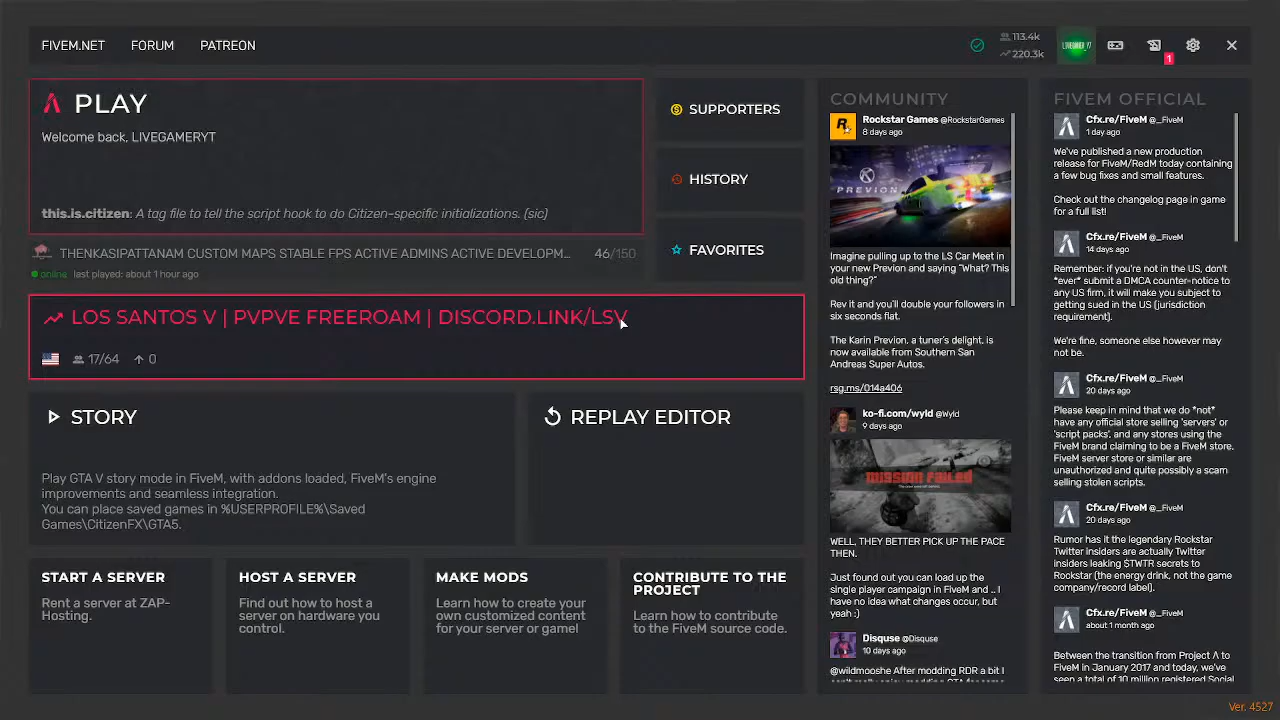 FIVEM.NET FORUM PATREON
113.4k
220.3k
LIVEGAMER YT
1
PLAY
Welcome back, LIVEGAMERYT
this.is.citizen: A tag file to tell the script hook to do Citizen-specific initializations. (sic)
THENKASIPATTANAM CUSTOM MAPS STABLE FPS ACTIVE ADMINS ACTIVE DEVELOPM... 46/150
online last played: about 1 hour ago
SUPPORTERS
HISTORY
FAVORITES
LOS SANTOS V | PVPVE FREEROAM | DISCORD.LINK/LSV
17/64 0
STORY
Play GTA V story mode in FiveM, with addons loaded, FiveM's engine
improvements and seamless integration.
You can place saved games in %USERPROFILE%\Saved
Games\CitizenFX\GTA5.
REPLAY EDITOR
START A SERVER
Rent a server at ZAP-
Hosting.
HOST A SERVER
Find out how to host a
server on hardware you
control.
MAKE MODS
Learn how to create your
own customized content
for your server or game!
CONTRIBUTE TO THE
PROJECT
Learn how to contribute
to the FiveM source code.
COMMUNITY
Rockstar Games @RockstarGames
8 days ago
PREVION
Imagine pulling up to the LS Car Meet in
your new Previon and saying "What? This
old thing?"
Rev it and you'll double your followers in
six seconds flat.
The Karin Previon, a tuner's delight, is
now available from Southern San
Andreas Super Autos.
rsg.ms/014a406
ko-fi.com/wyld @Wyld
9 days ago
mission failed
WELL, THEY BETTER PICK UP THE PACE
THEN.
Just found out you can load up the
single player campaign in FiveM and .. I
have no idea what changes occur, but
yeah :)
Disquse @Disquse
10 days ago
@wildmooshe After modding RDR a bit I
FIVEM OFFICIAL
Cfx.re/FiveM @_FiveM
1 day ago
We've published a new production
release for FiveM/RedM today containing
a few bug fixes and small features.
Check out the changelog page in game
for a full list!
Cfx.re/FiveM @_FiveM
14 days ago
Remember: if you're not in the US, don't
*ever* submit a DMCA counter-notice to
any US firm, it will make you subject to
getting sued in the US (jurisdiction
requirement).
We're fine, someone else however may
not be.
Cfx.re/FiveM @_FiveM
20 days ago
Please keep in mind that we do *not*
have any official store selling 'servers' or
'script packs', and any stores using the
FiveM brand claiming to be a FiveM store,
FiveM server store or similar are
unauthorized and quite possibly a scam
selling stolen scripts.
Cfx.re/FiveM @_FiveM
20 days ago
Rumor has it the legendary Rockstar
Twitter insiders are actually Twitter
insiders leaking $TWTR secrets to
Rockstar (the energy drink, not the game
company/record label).
Cfx.re/FiveM @_FiveM
about 1 month ago
Between the transition from Project Λ to
FiveM in January 2017 and today, we've
seen a total of 10 million registered Social
Ver. 4527